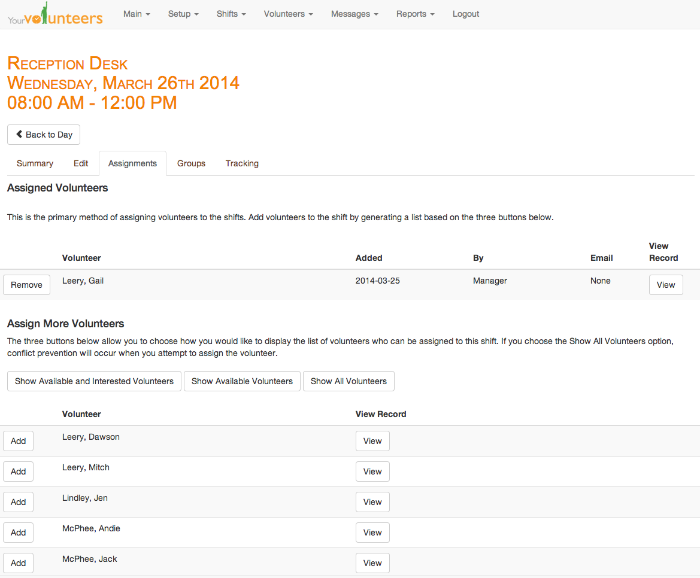 Yourvolunteers
Main Setup Shifts Volunteers Messages Reports Logout
Reception Desk
Wednesday, March 26th 2014
08:00 AM - 12:00 PM
Back to Day
Summary Edit Assignments Groups Tracking
Assigned Volunteers
This is the primary method of assigning volunteers to the shifts. Add volunteers to the shift by generating a list based on the three buttons below.
Volunteer Added By Email View Record
Remove Leery, Gail 2014-03-25 Manager None View
Assign More Volunteers
The three buttons below allow you to choose how you would like to display the list of volunteers who can be assigned to this shift. If you choose the Show All Volunteers option,
conflict prevention will occur when you attempt to assign the volunteer.
Show Available and Interested Volunteers Show Available Volunteers Show All Volunteers
Volunteer View Record
Add Leery, Dawson View
Add Leery, Mitch View
Add Lindley, Jen View
Add McPhee, Andie View
Add McPhee, Jack View